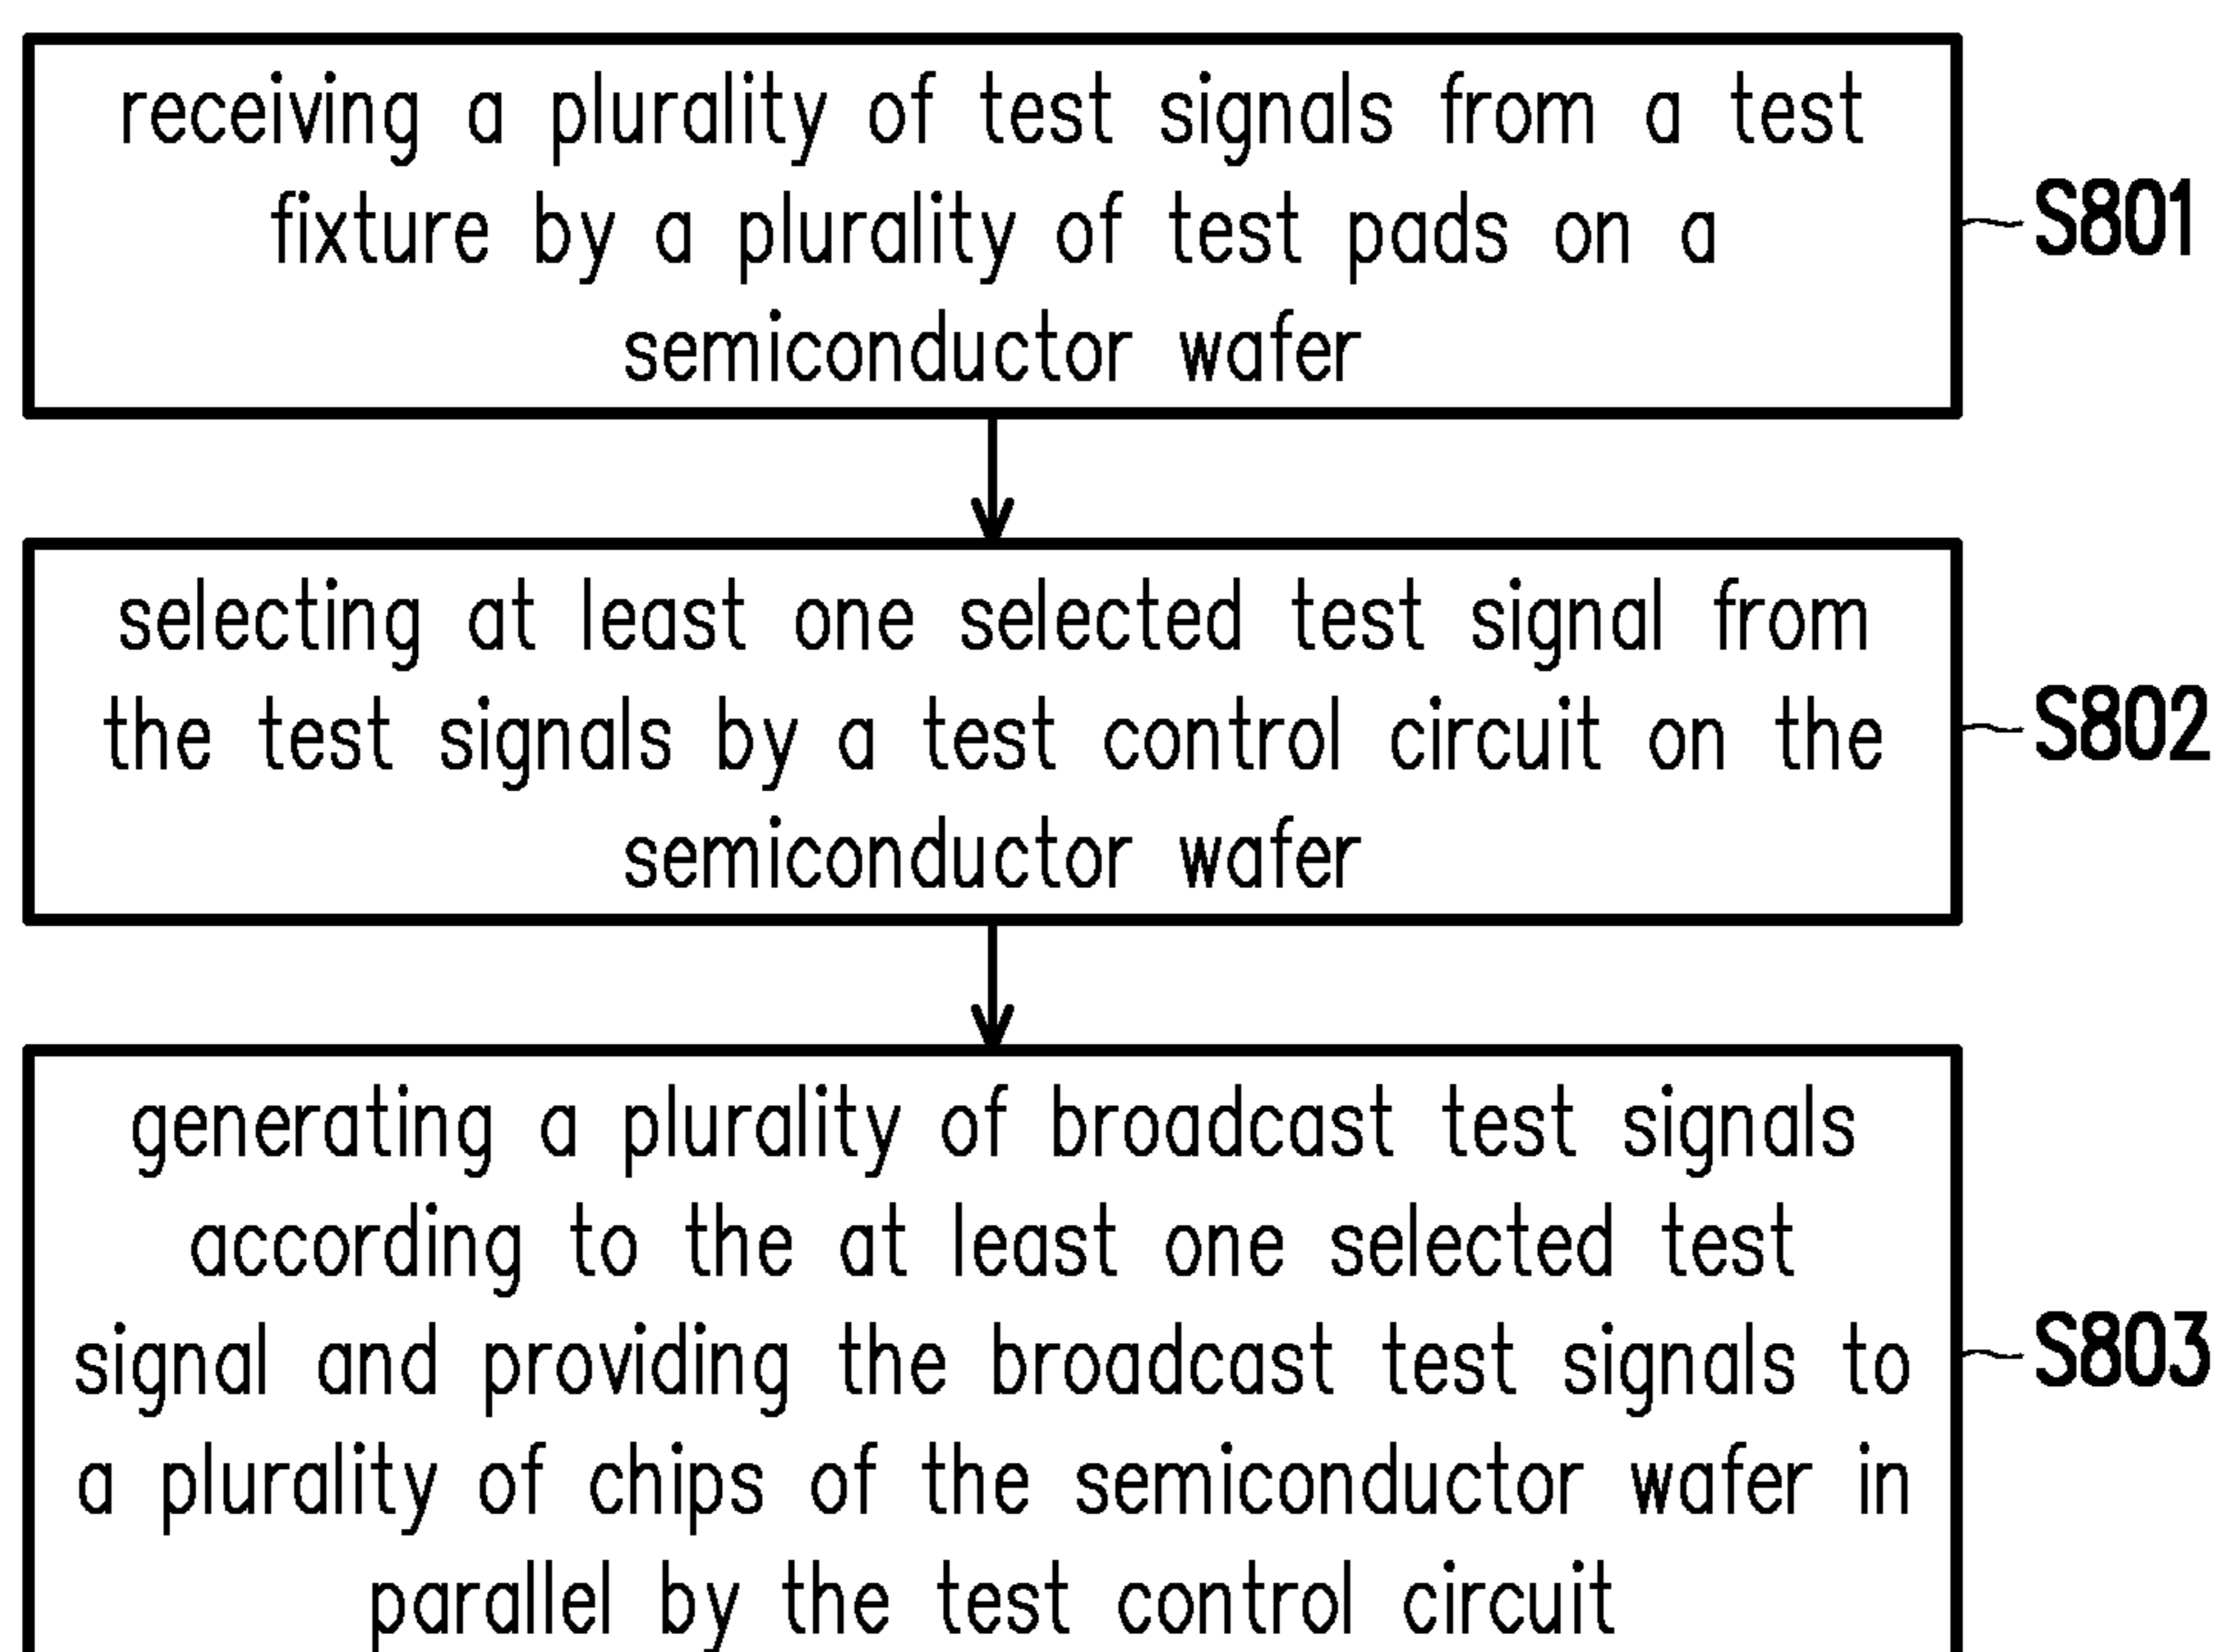 receiving a plurality of test signals from a test
fixture by a plurality of test pads on a
semiconductor wafer
S801
selecting at least one selected test signal from
the test signals by a test control circuit on the
semiconductor wafer
S802
generating a plurality of broadcast test signals
according to the at least one selected test
signal and providing the broadcast test signals to
a plurality of chips of the semiconductor wafer in
parallel by the test control circuit
S803